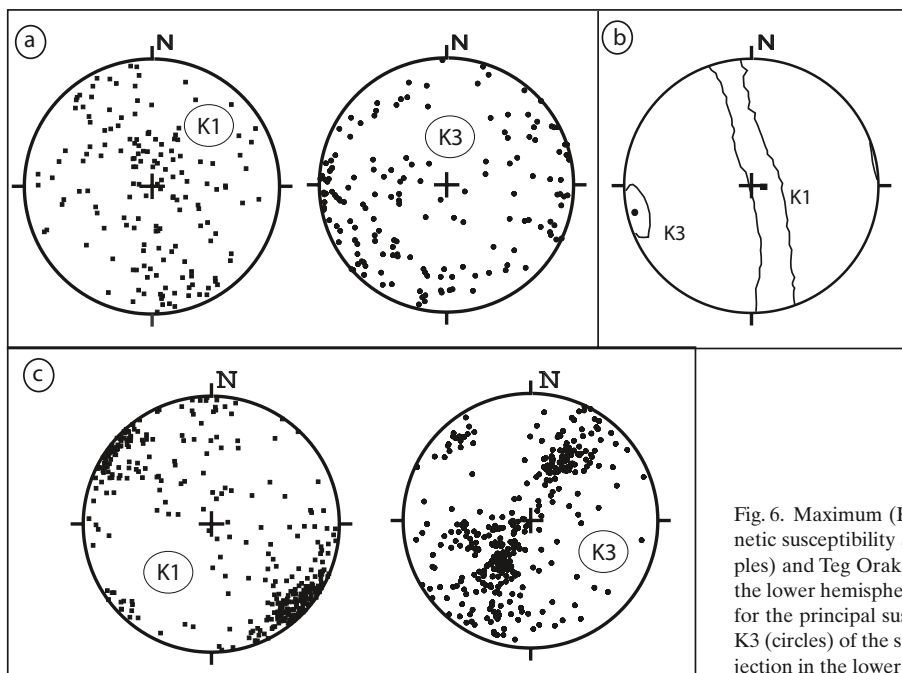 a
N
K1
K3
b
N
K1
K3
c
N
K1
N
K3
Fig. 6. Maximum
netic susceptibility
ples) and Teg Orak
the lower hemisphe
for the principal sus
K3 (circles) of the s
jection in the lower